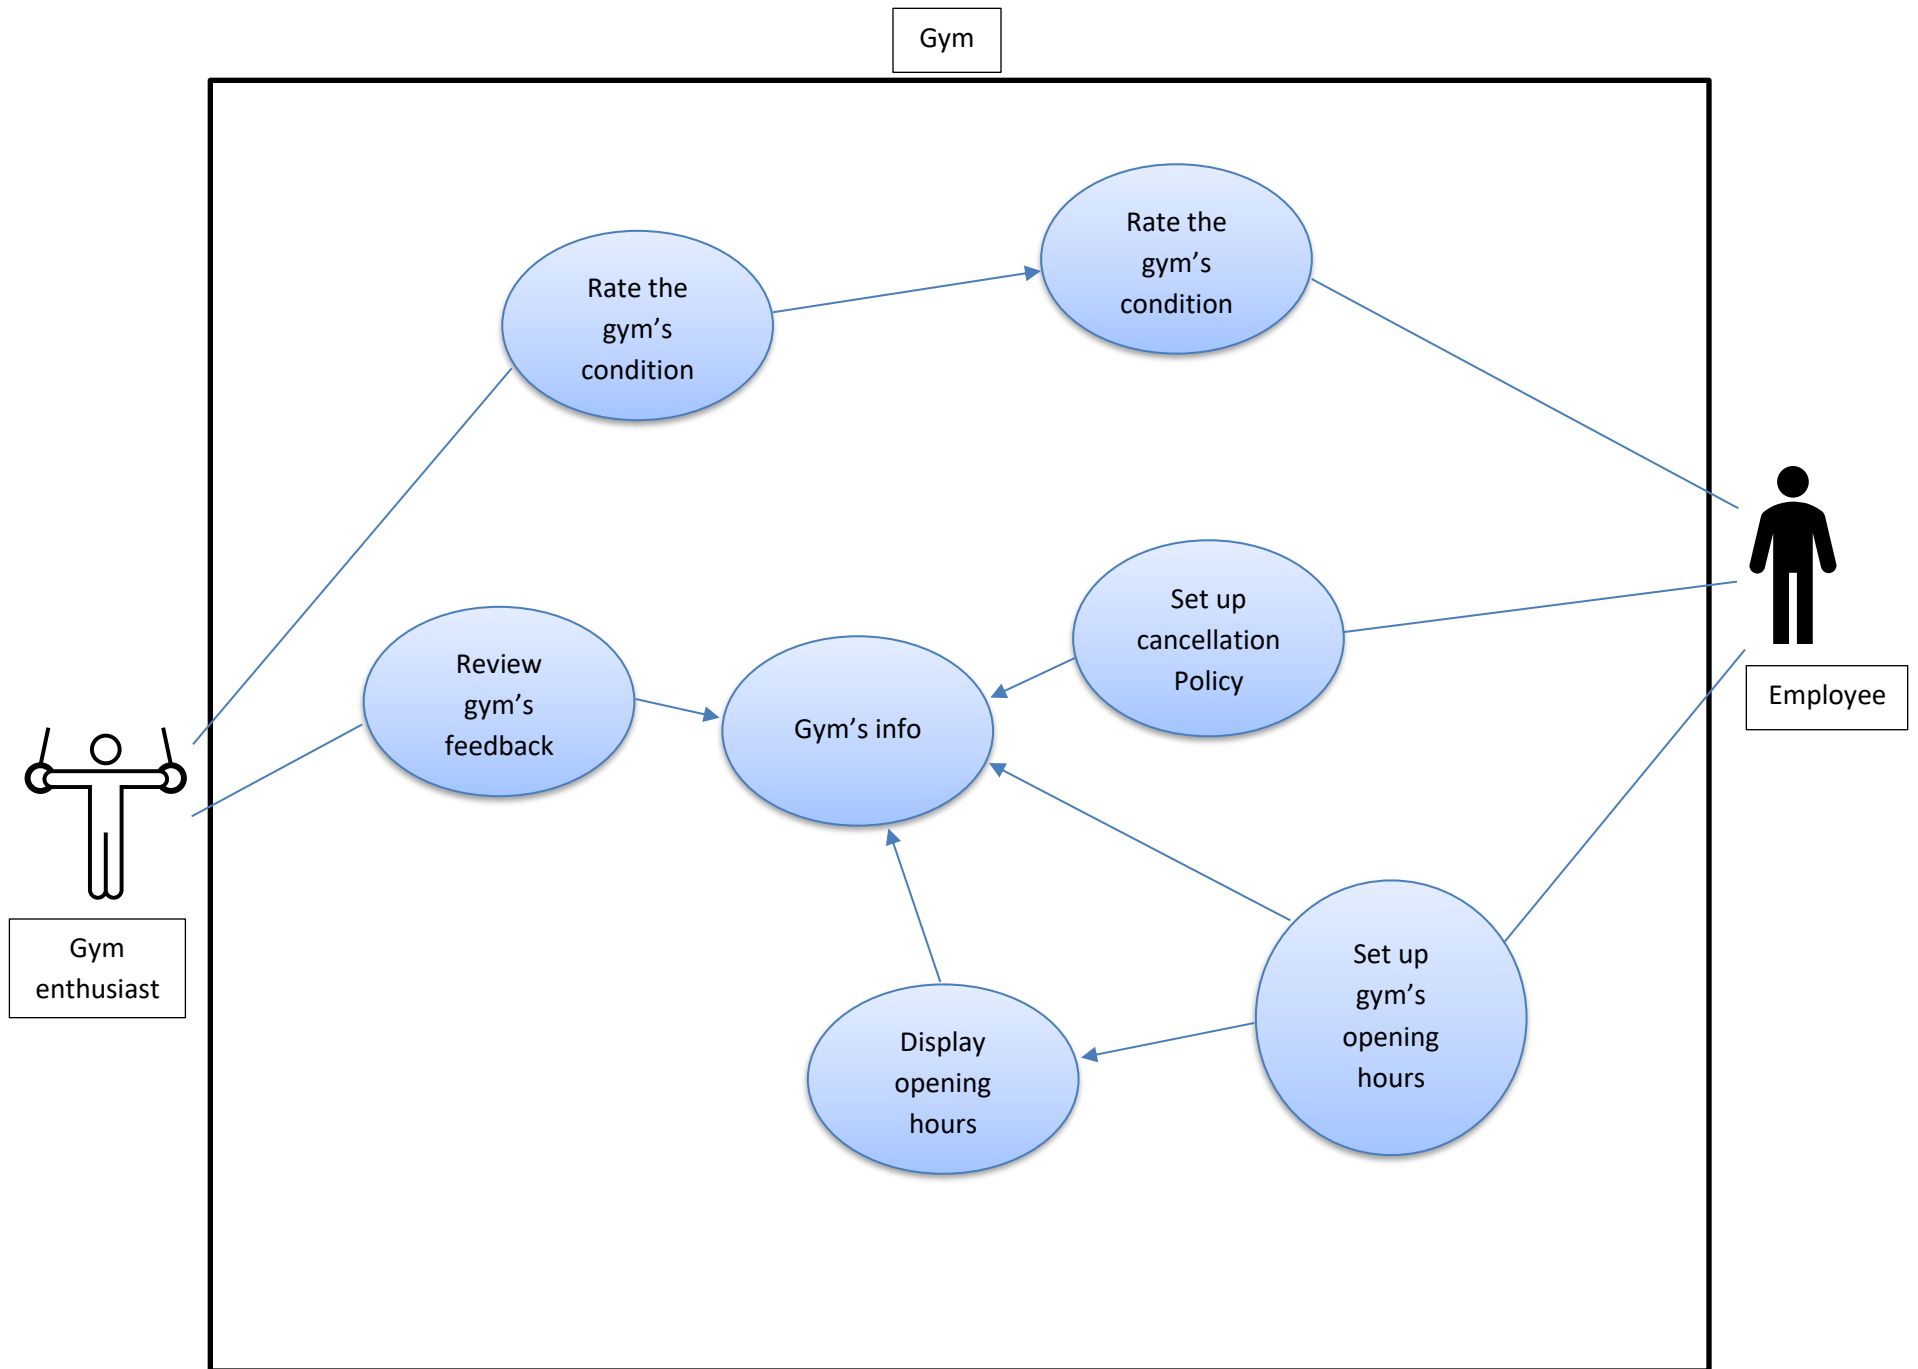 Gym
Rate the
gym’s
condition
Rate the
gym’s
condition
Set up
cancellation
Policy
Review
gym’s
feedback
Gym’s info
Employee
Gym
enthusiast
Set up
gym’s
opening
hours
Display
opening
hours